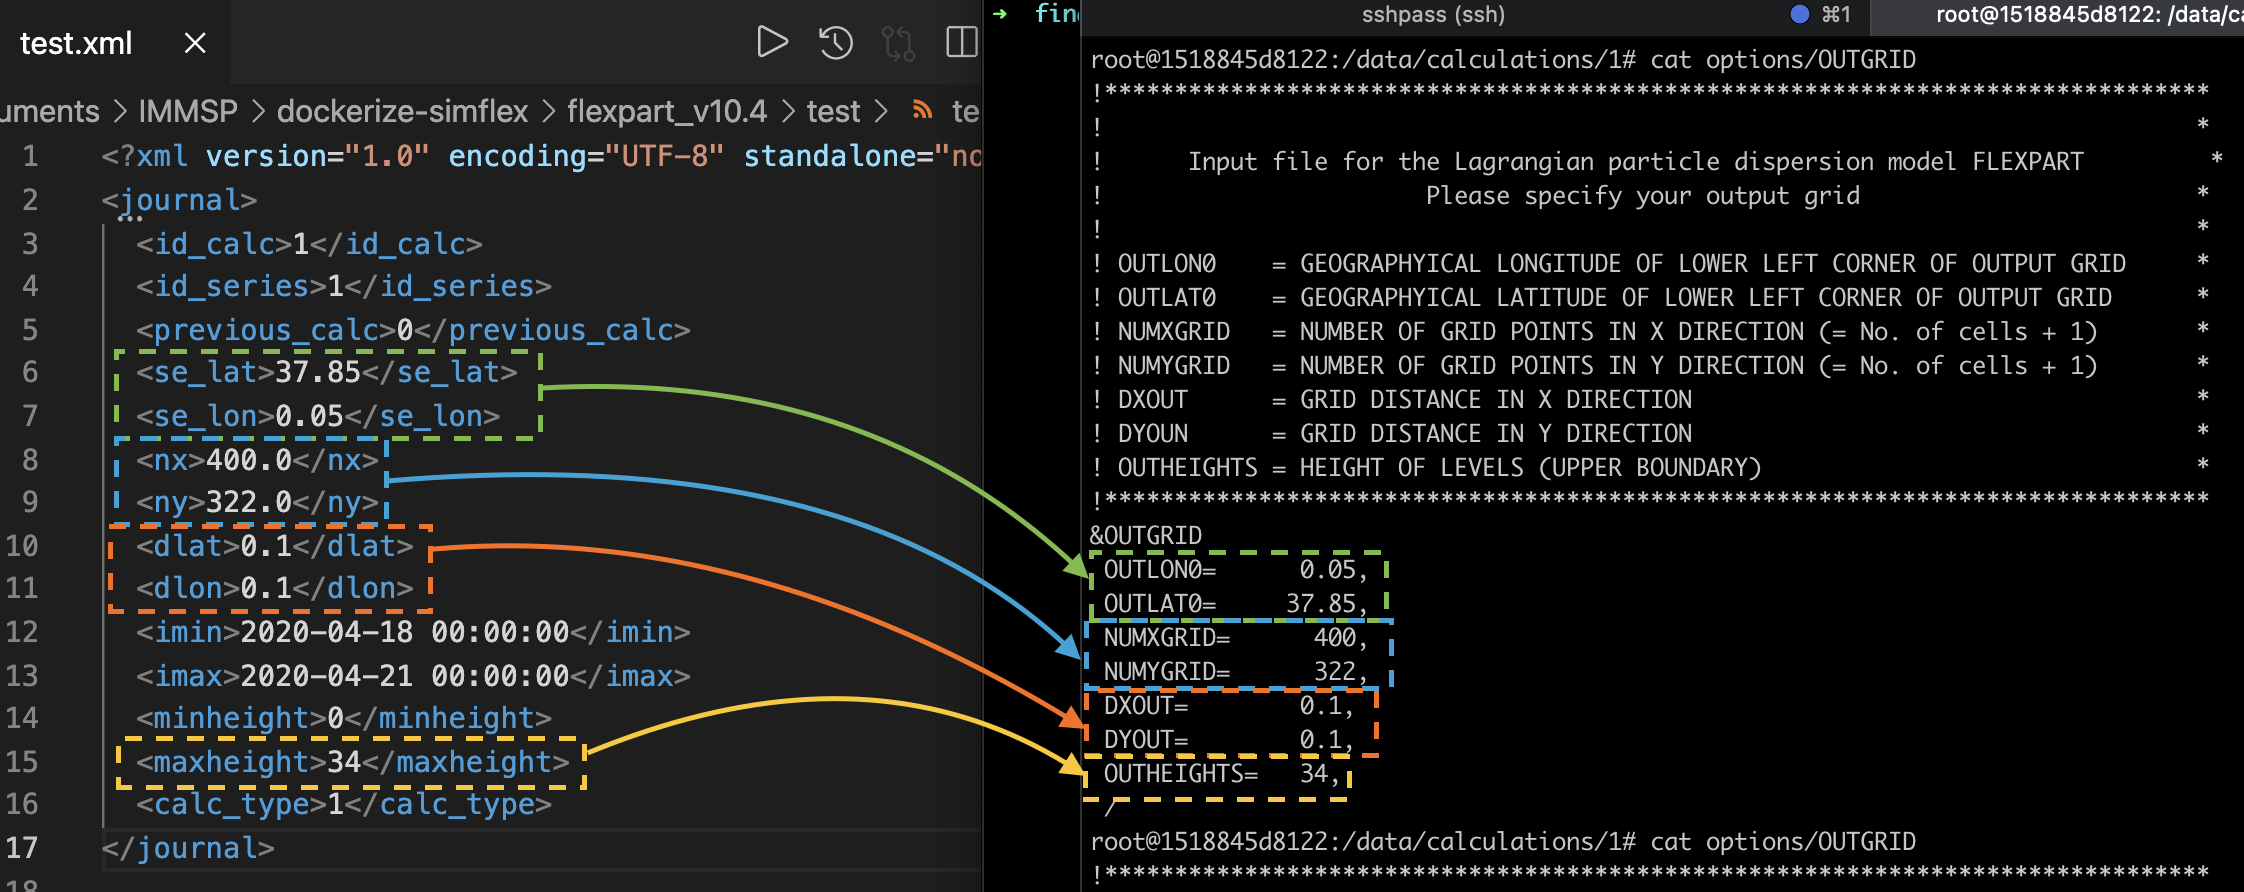 test.xml
uments > IMMSP > dockerize-simflex > flexpart_v10.4 > test > te
1 <?xml version="1.0" encoding="UTF-8" standalone="no
2 <journal>
3 <id_calc>1</id_calc>
4 <id_series>1</id_series>
5 <previous_calc>0</previous_calc>
6 <se_lat>37.85</se_lat>
7 <se_lon>0.05</se_lon>
8 <nx>400.0</nx>
9 <ny>322.0</ny>
10 <dlat>0.1</dlat>
11 <dlon>0.1</dlon>
12 <imin>2020-04-18 00:00:00</imin>
13 <imax>2020-04-21 00:00:00</imax>
14 <minheight>0</minheight>
15 <maxheight>34</maxheight>
16 <calc_type>1</calc_type>
17 </journal>
18
→ find
sshpass (ssh) ⌘1 root@1518845d8122: /data/ca
root@1518845d8122:/data/calculations/1# cat options/OUTGRID
!*******************************************************************************
! *
! Input file for the Lagrangian particle dispersion model FLEXPART *
! Please specify your output grid *
! *
! OUTLON0 = GEOGRAPHYICAL LONGITUDE OF LOWER LEFT CORNER OF OUTPUT GRID *
! OUTLAT0 = GEOGRAPHYICAL LATITUDE OF LOWER LEFT CORNER OF OUTPUT GRID *
! NUMXGRID = NUMBER OF GRID POINTS IN X DIRECTION (= No. of cells + 1) *
! NUMYGRID = NUMBER OF GRID POINTS IN Y DIRECTION (= No. of cells + 1) *
! DXOUT = GRID DISTANCE IN X DIRECTION *
! DYOUN = GRID DISTANCE IN Y DIRECTION *
! OUTHEIGHTS = HEIGHT OF LEVELS (UPPER BOUNDARY) *
!*******************************************************************************
&OUTGRID
OUTLON0= 0.05,
OUTLAT0= 37.85,
NUMXGRID= 400,
NUMYGRID= 322,
DXOUT= 0.1,
DYOUT= 0.1,
OUTHEIGHTS= 34,
/
root@1518845d8122:/data/calculations/1# cat options/OUTGRID
!*******************************************************************************